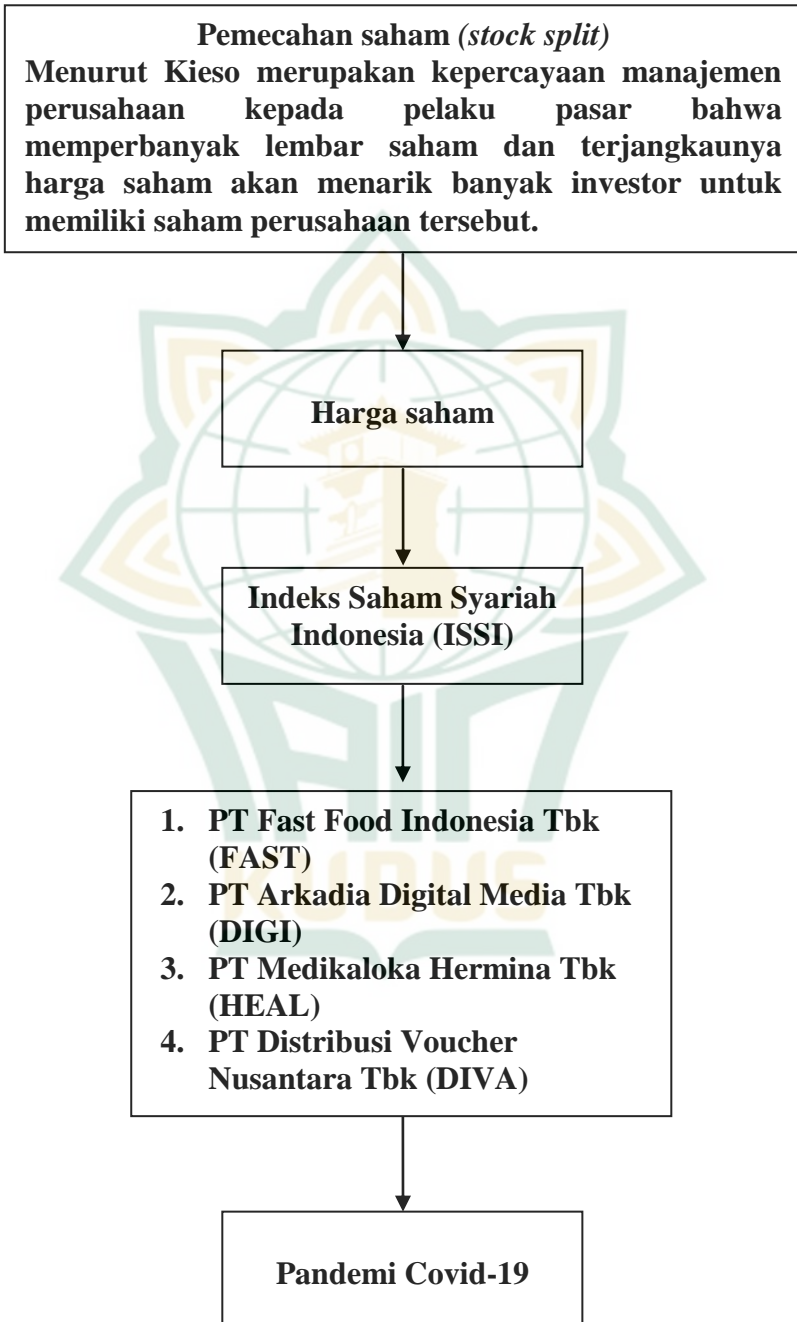 Pemecahan saham (stock split)
Menurut Kieso merupakan kepercayaan manajemen
perusahaan kepada pelaku pasar bahwa
memperbanyak lembar saham dan terjangkaunya
harga saham akan menarik banyak investor untuk
memiliki saham perusahaan tersebut.
Harga saham
Indeks Saham Syariah
Indonesia (ISSI)
1. PT Fast Food Indonesia Tbk
(FAST)
2. PT Arkadia Digital Media Tbk
(DIGI)
3. PT Medikaloka Hermina Tbk
(HEAL)
4. PT Distribusi Voucher
Nusantara Tbk (DIVA)
IAIN
KUDUS
Pandemi Covid-19